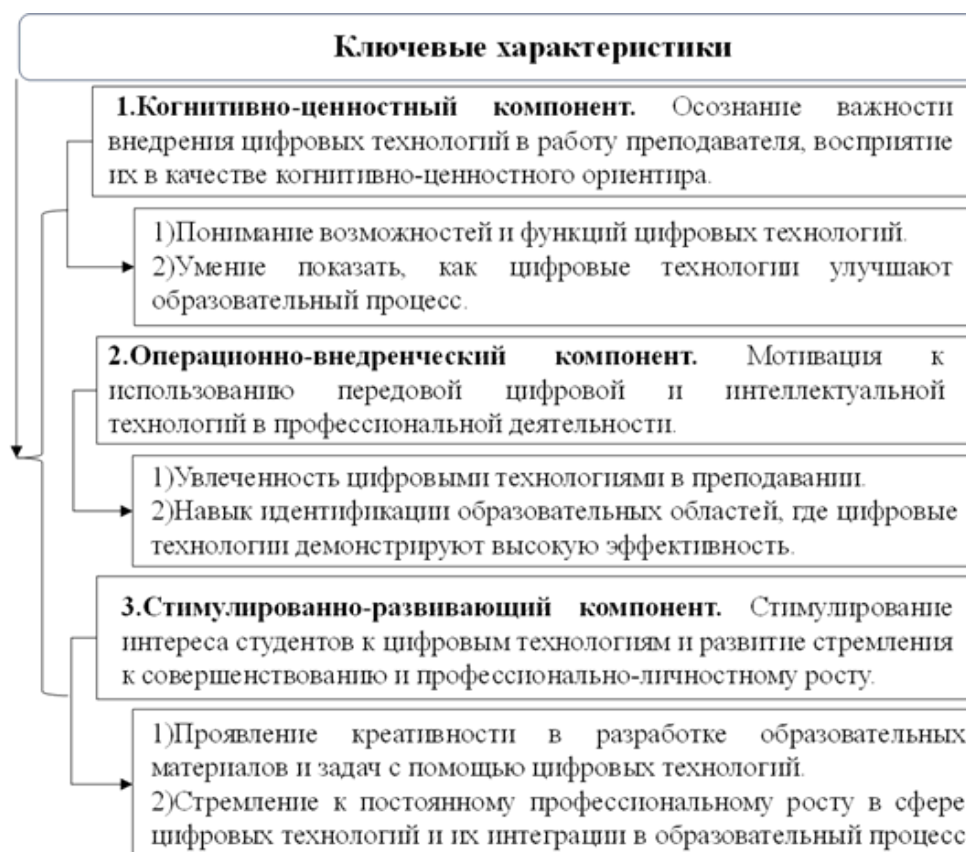 Ключевые характеристики
1.Когнитивно-ценностный компонент. Осознание важности
внедрения цифровых технологий в работу преподавателя, восприятие
их в качестве когнитивно-ценностного ориентира.
1)Понимание возможностей и функций цифровых технологий.
2)Умение показать, как цифровые технологии улучшают
образовательный процесс.
2.Операционно-внедренческий компонент. Мотивация к
использованию передовой цифровой и интеллектуальной
технологий в профессиональной деятельности.
1)Увлеченность цифровыми технологиями в преподавании.
2)Навык идентификации образовательных областей, где цифровые
технологии демонстрируют высокую эффективность.
3.Стимулированно-развивающий компонент. Стимулирование
интереса студентов к цифровым технологиям и развитие стремления
к совершенствованию и профессионально-личностному росту.
1)Проявление креативности в разработке образовательных
материалов и задач с помощью цифровых технологий.
2)Стремление к постоянному профессиональному росту в сфере
цифровых технологий и их интеграции в образовательный процесс